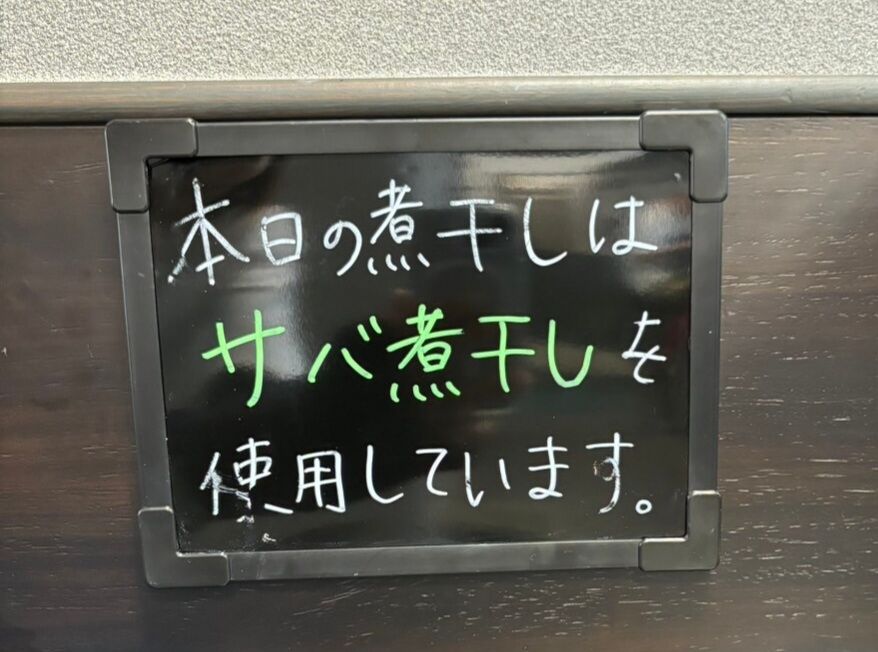 本日の煮干しは
サバ煮干しを
使用しています。